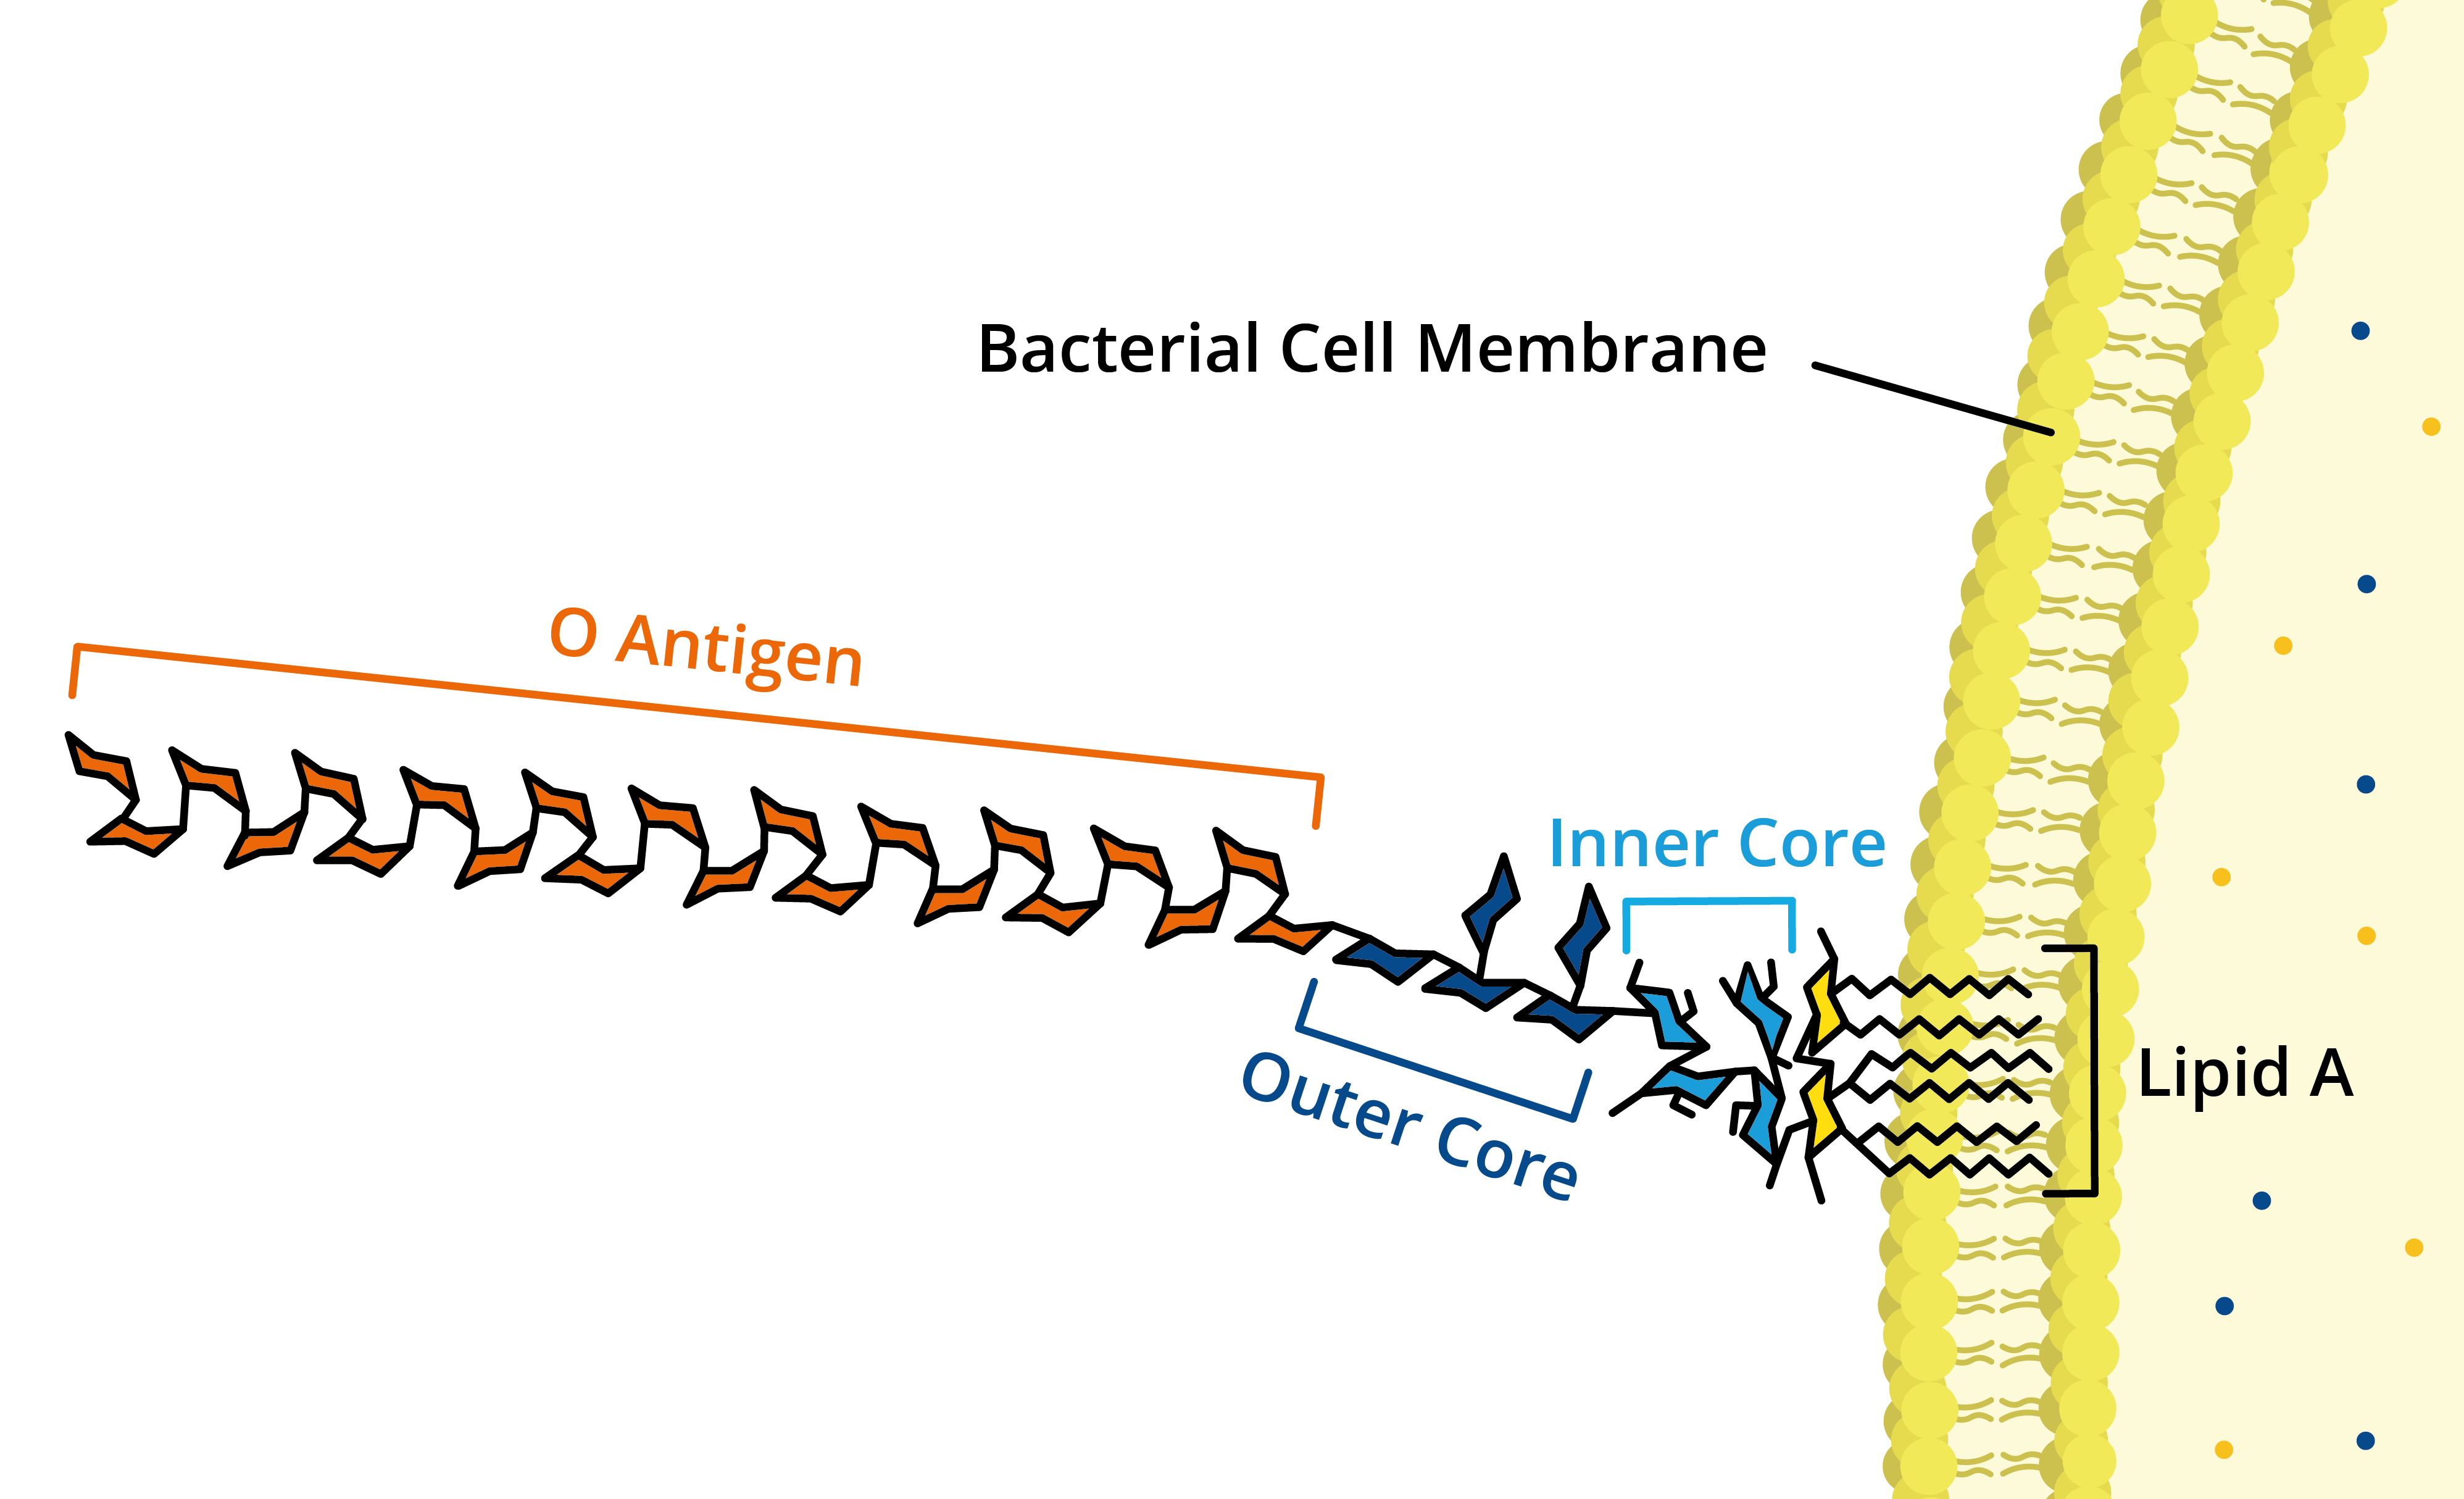 Bacterial Cell Membrane
O Antigen
Inner Core
Outer Core
Lipid A